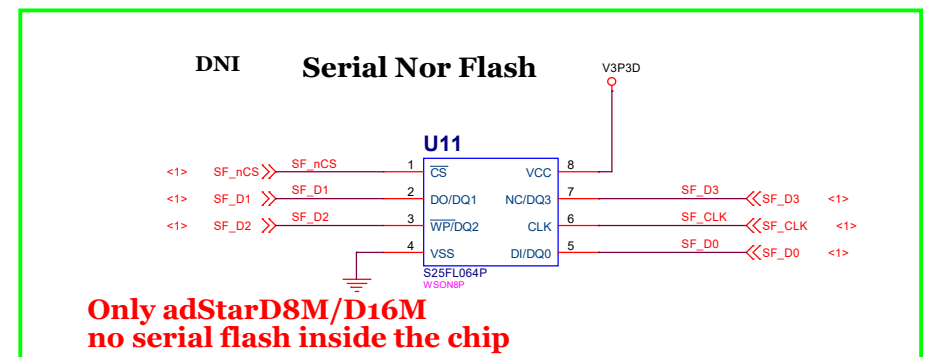 DNI Serial Nor Flash V3P3D
U11
<1> SF_nCS SF_nCS 1 CS VCC 8
<1> SF_D1 SF_D1 2 DO/DQ1 NC/DQ3 7 SF_D3 SF_D3 <1>
<1> SF_D2 SF_D2 3 WP/DQ2 CLK 6 SF_CLK SF_CLK <1>
4 VSS DI/DQ0 5 SF_D0 SF_D0 <1>
S25FL064P
WSON8P
Only adStarD8M/D16M
no serial flash inside the chip